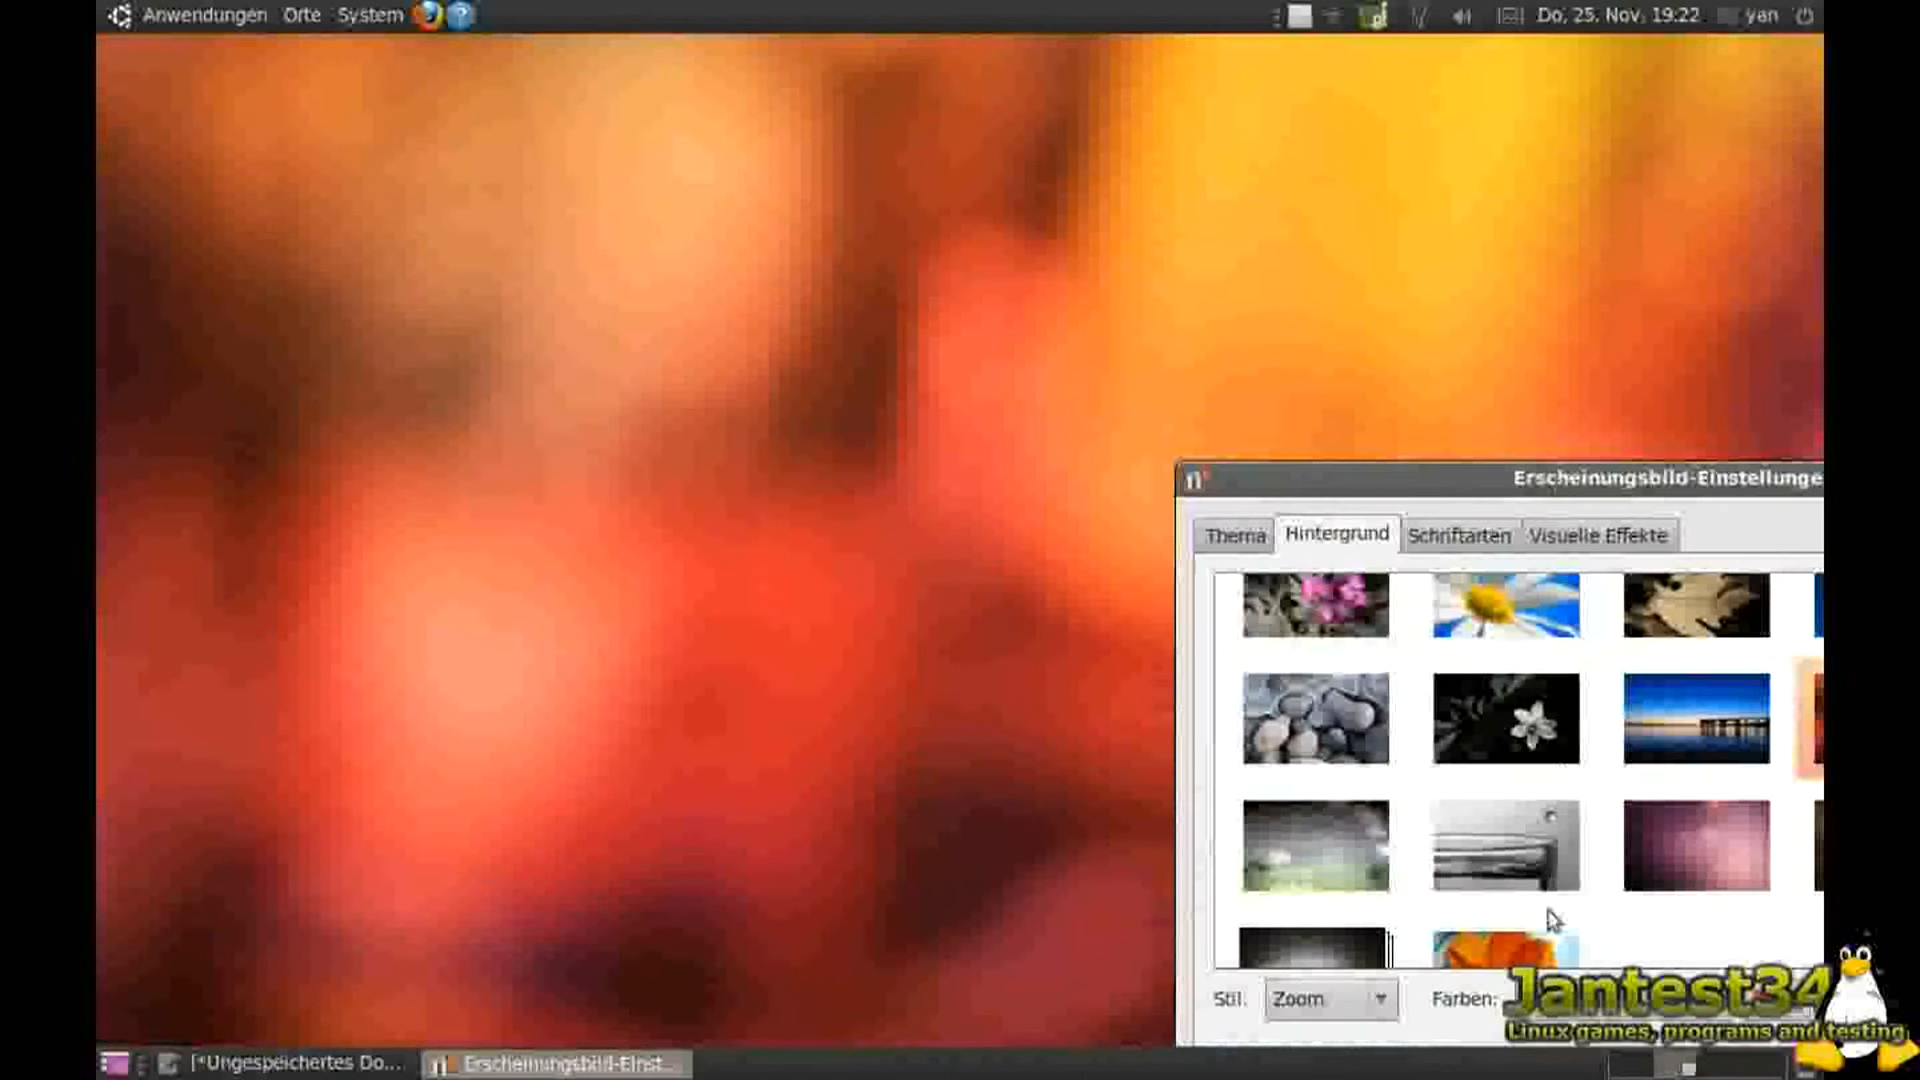 Anwendungen Orte System
Do, 25. Nov, 19:22 yan
Erscheinungsbild-Einstellunge
Thema Hintergrund Schriftarten Visuelle Effekte
Stil: Zoom Farben:
Jantest34
Linux games, programs and testing
[*Ungespeichertes Do... Erscheinungsbild-Einst...